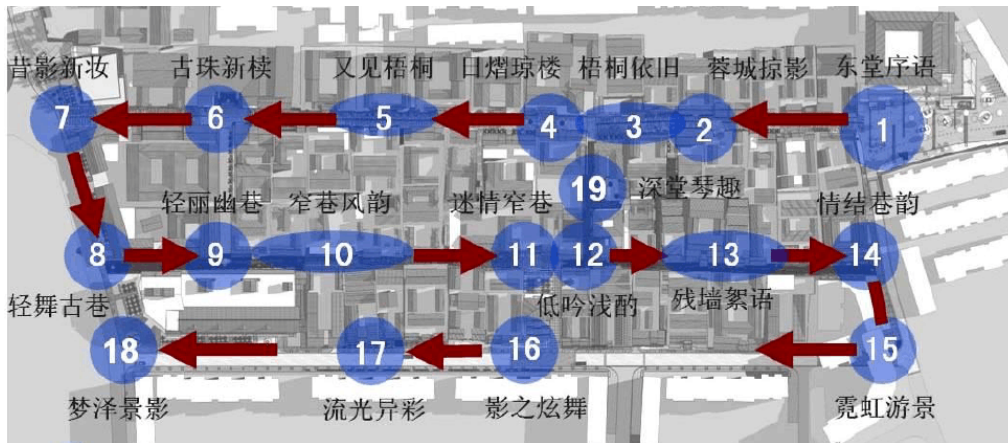 昔影新妆 古珠新椟 又见梧桐 日熠琼楼 梧桐依旧 蓉城掠影 东堂序语
7 6 5 4 3 2 1
19
轻丽幽巷 窄巷风韵 迷情窄巷 深堂琴趣 情结巷韵
8 9 10 11 12 13 14
轻舞古巷 低吟浅酌 残墙絮语
18 17 16 15
梦泽景影 流光异彩 影之炫舞 霓虹游景